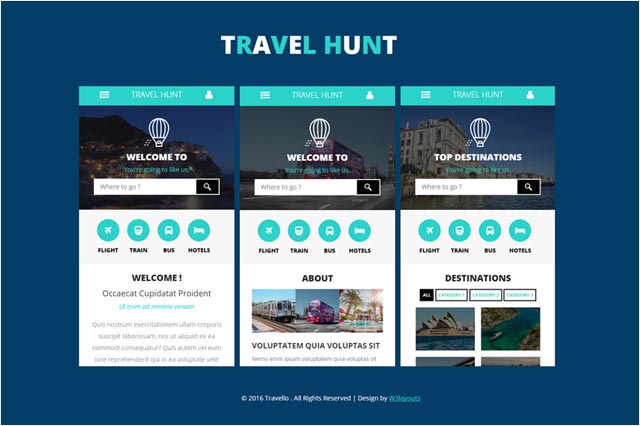 TRAVEL HUNT
TRAVEL HUNT
WELCOME TO
You're going to like us.
Where to go ?
FLIGHT TRAIN BUS HOTELS
WELCOME !
Occaecat Cupidatat Proident
Ut enim ad minima veniam
Quis nostrum exercitationem ullam corporis
suscipit laboriosam, nisi ut aliquid ex ea
commodi consequatur? Quis autem vel eum
iure reprehenderit qui in ea voluptate velit
TRAVEL HUNT
WELCOME TO
You're going to like us.
Where to go ?
FLIGHT TRAIN BUS HOTELS
ABOUT
VOLUPTATEM QUIA VOLUPTAS SIT
Nemo enim ipsam voluptatem quia voluptas sit
TRAVEL HUNT
TOP DESTINATIONS
You're going to like us.
Where to go ?
FLIGHT TRAIN BUS HOTELS
DESTINATIONS
ALL CATEGORY 1 CATEGORY 2 CATEGORY 3
© 2016 Travello . All Rights Reserved | Design by W3layouts